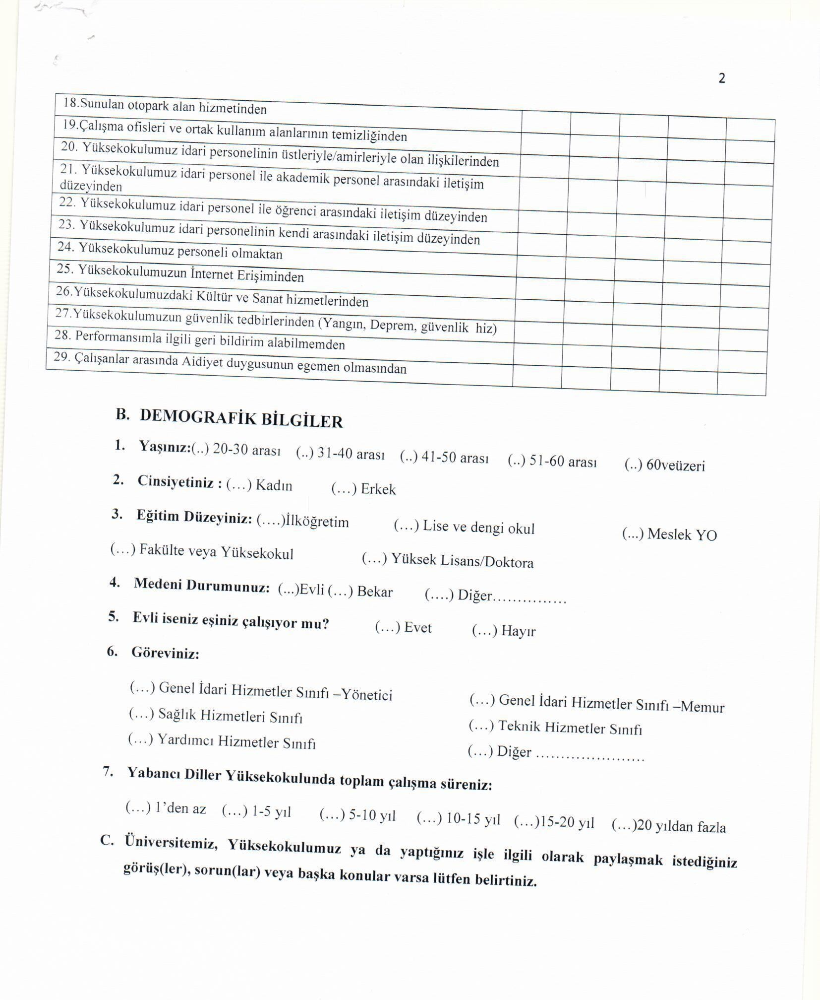 2
18.Sunulan otopark alan hizmetinden
19.Çalışma ofisleri ve ortak kullanım alanlarının temizliğinden
20. Yüksekokulumuz idari personelinin üstleriyle/amirleriyle olan ilişkilerinden
21. Yüksekokulumuz idari personel ile akademik personel arasındaki iletişim
düzeyinden
22. Yüksekokulumuz idari personel ile öğrenci arasındaki iletişim düzeyinden
23. Yüksekokulumuz idari personelinin kendi arasındaki iletişim düzeyinden
24. Yüksekokulumuz personeli olmaktan
25. Yüksekokulumuzun İnternet Erişiminden
26.Yüksekokulumuzdaki Kültür ve Sanat hizmetlerinden
27.Yüksekokulumuzun güvenlik tedbirlerinden (Yangın, Deprem, güvenlik hiz)
28. Performansımla ilgili geri bildirim alabilmemden
29. Çalışanlar arasında Aidiyet duygusunun egemen olmasından
B. DEMOGRAFİK BİLGİLER
1. Yaşınız:(..) 20-30 arası (..) 31-40 arası (..) 41-50 arası (..) 51-60 arası (..) 60veüzeri
2. Cinsiyetiniz : (...) Kadın (...) Erkek
3. Eğitim Düzeyiniz: (....)İlköğretim (...) Lise ve dengi okul (...) Meslek YO
(...) Fakülte veya Yüksekokul (...) Yüksek Lisans/Doktora
4. Medeni Durumunuz: (...)Evli (...) Bekar (....) Diğer...............
5. Evli iseniz eşiniz çalışıyor mu? (...) Evet (...) Hayır
6. Göreviniz:
(...) Genel İdari Hizmetler Sınıfı –Yönetici (...) Genel İdari Hizmetler Sınıfı –Memur
(...) Sağlık Hizmetleri Sınıfı (...) Teknik Hizmetler Sınıfı
(...) Yardımcı Hizmetler Sınıfı (...) Diğer ......................
7. Yabancı Diller Yüksekokulunda toplam çalışma süreniz:
(...) 1’den az (...) 1-5 yıl (...) 5-10 yıl (...) 10-15 yıl (...)15-20 yıl (...)20 yıldan fazla
C. Üniversitemiz, Yüksekokulumuz ya da yaptığınız işle ilgili olarak paylaşmak istediğiniz
görüş(ler), sorun(lar) veya başka konular varsa lütfen belirtiniz.